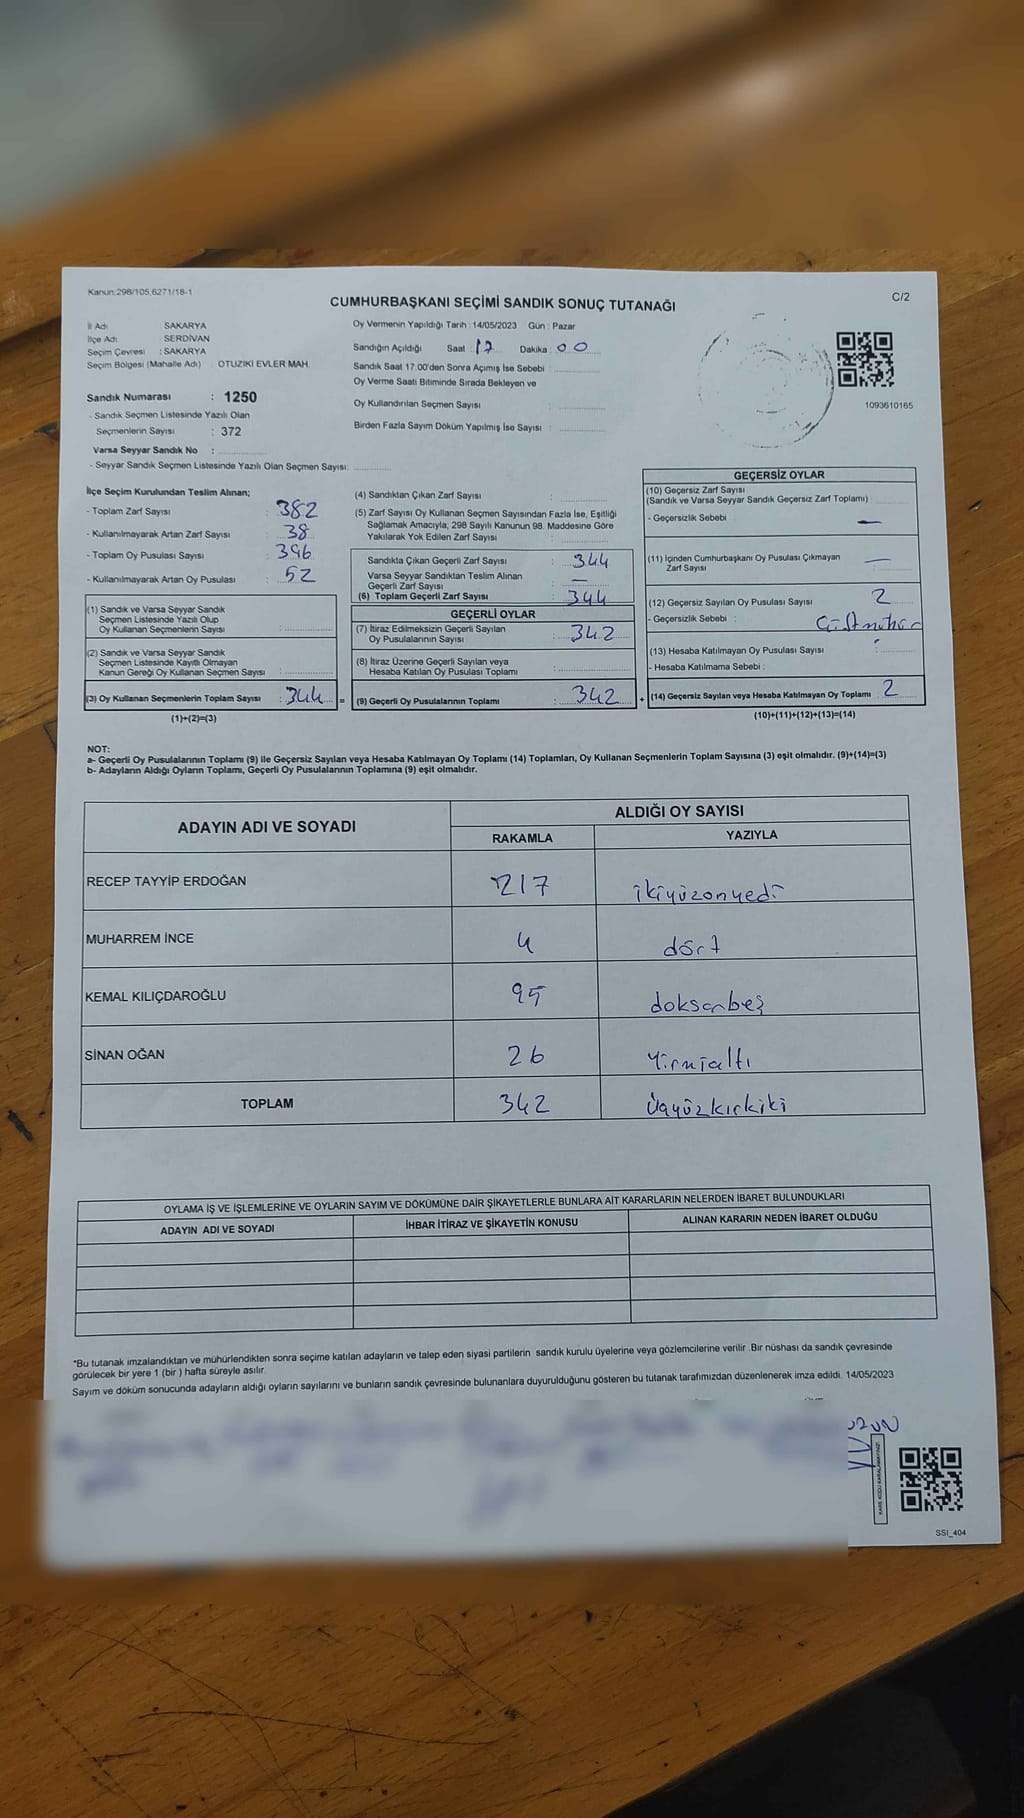 Kanun:298/105,6271/18-1
C/2
CUMHURBAŞKANI SEÇİMİ SANDIK SONUÇ TUTANAĞI
İl Adı SAKARYA
İlçe Adı SERDİVAN
Seçim Çevresi : SAKARYA
Seçim Bölgesi (Mahalle Adı) : OTUZIKI EVLER MAH.
Sandık Numarası : 1250
- Sandık Seçmen Listesinde Yazılı Olan
Seçmenlerin Sayısı : 372
Varsa Seyyar Sandık No :
- Seyyar Sandık Seçmen Listesinde Yazılı Olan Seçmen Sayısı:
Oy Vermenin Yapıldığı Tarih :14/05/2023 Gün : Pazar
Sandığın Açıldığı Saat : 17 Dakika : 00
Sandık Saat 17:00'den Sonra Açımış İse Sebebi :
Oy Verme Saati Bitiminde Sırada Bekleyen ve
Oy Kullandırılan Seçmen Sayısı :
Birden Fazla Sayım Döküm Yapılmış İse Sayısı :
1093610165
İlçe Seçim Kurulundan Teslim Alınan;
- Toplam Zarf Sayısı : 382
- Kullanılmayarak Artan Zarf Sayısı : 38
- Toplam Oy Pusulası Sayısı : 396
- Kullanılmayarak Artan Oy Pusulası : 52
(1) Sandık ve Varsa Seyyar Sandık
Seçmen Listesinde Yazılı Olup
Oy Kullanan Seçmenlerin Sayısı :
(2) Sandık ve Varsa Seyyar Sandık
Seçmen Listesinde Kayıtlı Olmayan
Kanun Gereği Oy Kullanan Seçmen Sayısı :
(3) Oy Kullanan Seçmenlerin Toplam Sayısı : 344 =
(1)+(2)=(3)
(4) Sandıktan Çıkan Zarf Sayısı :
(5) Zarf Sayısı Oy Kullanan Seçmen Sayısından Fazla İse, Eşitliği
Sağlamak Amacıyla; 298 Sayılı Kanunun 98. Maddesine Göre
Yakılarak Yok Edilen Zarf Sayısı :
Sandıkta Çıkan Geçerli Zarf Sayısı : 344
Varsa Seyyar Sandıktan Teslim Alınan
Geçerli Zarf Sayısı : —
(6) Toplam Geçerli Zarf Sayısı : 344
GEÇERLİ OYLAR
(7) İtiraz Edilmeksizin Geçerli Sayılan
Oy Pusulalarının Sayısı : 342
(8) İtiraz Üzerine Geçerli Sayılan veya
Hesaba Katılan Oy Pusulası Toplamı :
(9) Geçerli Oy Pusulalarının Toplamı : 342 +
GEÇERSİZ OYLAR
(10) Geçersiz Zarf Sayısı
(Sandık ve Varsa Seyyar Sandık Geçersiz Zarf Toplamı) :
- Geçersizlik Sebebi : —
(11) İçinden Cumhurbaşkanı Oy Pusulası Çıkmayan
Zarf Sayısı : —
(12) Geçersiz Sayılan Oy Pusulası Sayısı : 2
- Geçersizlik Sebebi :
(13) Hesaba Katılmayan Oy Pusulası Sayısı :
- Hesaba Katılmama Sebebi :
(14) Geçersiz Sayılan veya Hesaba Katılmayan Oy Toplamı : 2
(10)+(11)+(12)+(13)=(14)
NOT:
a- Geçerli Oy Pusulalarının Toplamı (9) ile Geçersiz Sayılan veya Hesaba Katılmayan Oy Toplamı (14) Toplamları, Oy Kullanan Seçmenlerin Toplam Sayısına (3) eşit olmalıdır. (9)+(14)=(3)
b- Adayların Aldığı Oyların Toplamı, Geçerli Oy Pusulalarının Toplamına (9) eşit olmalıdır.
ADAYIN ADI VE SOYADI
ALDIĞI OY SAYISI
RAKAMLA YAZIYLA
RECEP TAYYİP ERDOĞAN 217 ikiyüzonyedi
MUHARREM İNCE 4 dört
KEMAL KILIÇDAROĞLU 95 doksanbeş
SİNAN OĞAN 26 Yirmialtı
TOPLAM 342 üçyüzkırkiki
OYLAMA İŞ VE İŞLEMLERİNE VE OYLARIN SAYIM VE DÖKÜMÜNE DAİR ŞİKAYETLERLE BUNLARA AİT KARARLARIN NELERDEN İBARET BULUNDUKLARI
ADAYIN ADI VE SOYADI İHBAR İTİRAZ VE ŞİKAYETİN KONUSU ALINAN KARARIN NEDEN İBARET OLDUĞU
*Bu tutanak imzalandıktan ve mühürlendikten sonra seçime katılan adayların ve talep eden siyasi partilerin sandık kurulu üyelerine veya gözlemcilerine verilir .Bir nüshası da sandık çevresinde
görülecek bir yere 1 (bir ) hafta süreyle asılır.
Sayım ve döküm sonucunda adayların aldığı oyların sayılarını ve bunların sandık çevresinde bulunanlara duyurulduğunu gösteren bu tutanak tarafımızdan düzenlenerek imza edildi. 14/05/2023
KARE KODU KARALAMAYINIZ!
SSI_404